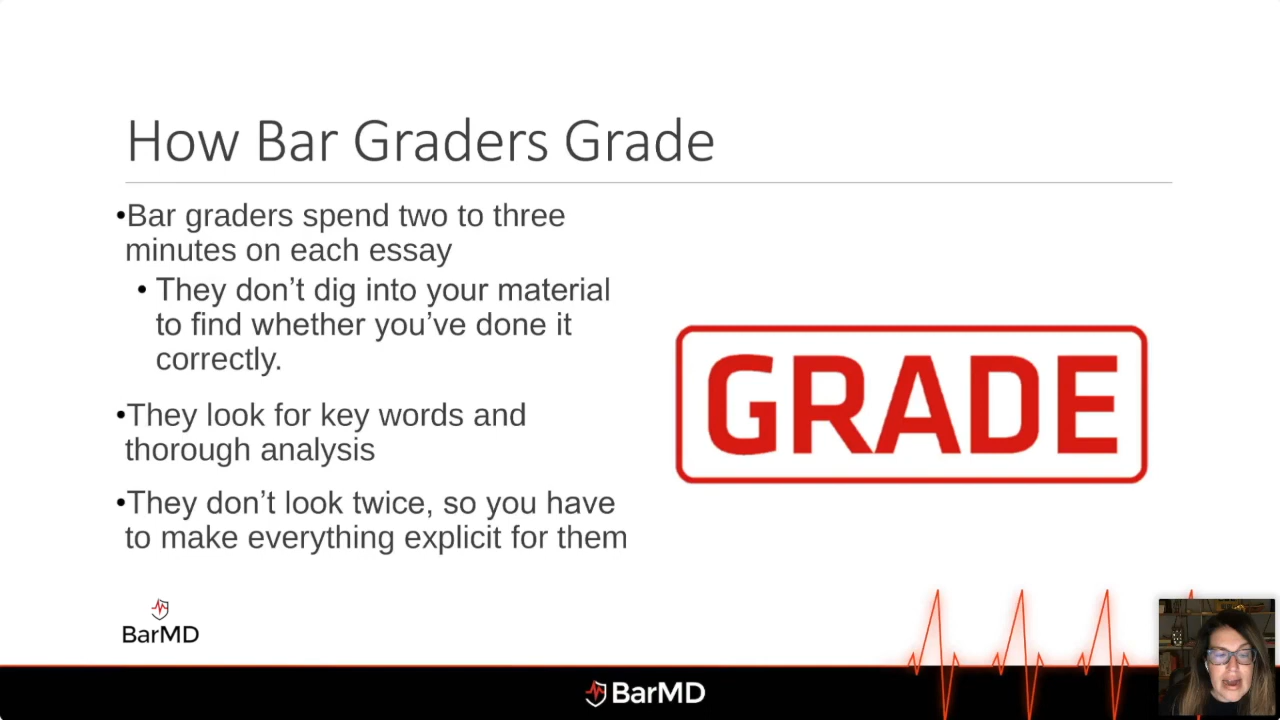 How Bar Graders Grade
•Bar graders spend two to three
minutes on each essay
• They don’t dig into your material
to find whether you’ve done it
correctly.
•They look for key words and
thorough analysis
•They don’t look twice, so you have
to make everything explicit for them
GRADE
BarMD
BarMD